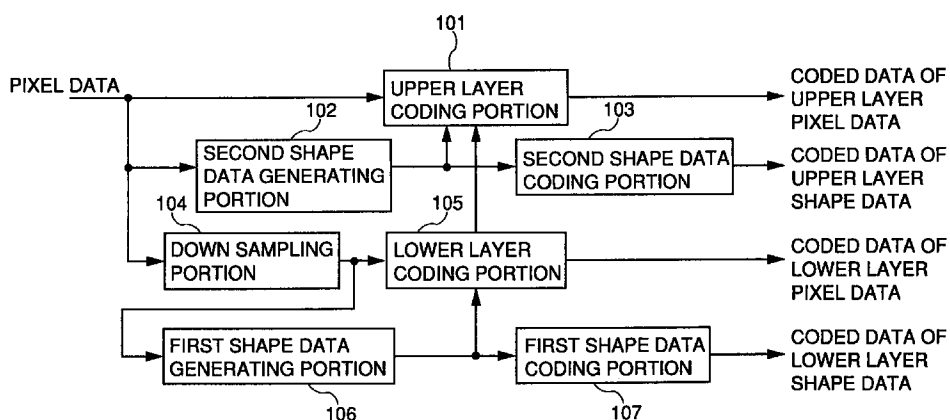 101
PIXEL DATA
UPPER LAYER
CODING PORTION
CODED DATA OF
UPPER LAYER
PIXEL DATA
102
103
SECOND SHAPE
DATA GENERATING
PORTION
SECOND SHAPE DATA
CODING PORTION
CODED DATA OF
UPPER LAYER
SHAPE DATA
104
105
DOWN SAMPLING
PORTION
LOWER LAYER
CODING PORTION
CODED DATA OF
LOWER LAYER
PIXEL DATA
FIRST SHAPE DATA
GENERATING PORTION
FIRST SHAPE DATA
CODING PORTION
CODED DATA OF
LOWER LAYER
SHAPE DATA
106
107